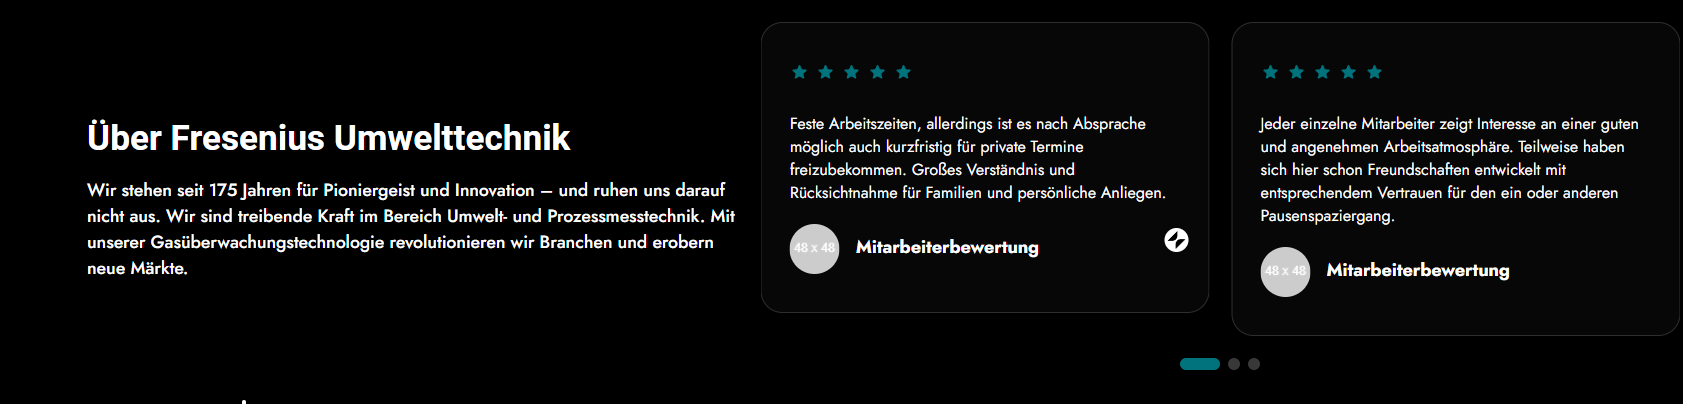 Über Fresenius Umwelttechnik
Wir stehen seit 175 Jahren für Pioniergeist und Innovation – und ruhen uns darauf
nicht aus. Wir sind treibende Kraft im Bereich Umwelt- und Prozessmesstechnik. Mit
unserer Gasüberwachungstechnologie revolutionieren wir Branchen und erobern
neue Märkte.
Feste Arbeitszeiten, allerdings ist es nach Absprache
möglich auch kurzfristig für private Termine
freizubekommen. Großes Verständnis und
Rücksichtnahme für Familien und persönliche Anliegen.
48 x 48
Mitarbeiterbewertung
Jeder einzelne Mitarbeiter zeigt Interesse an einer guten
und angenehmen Arbeitsatmosphäre. Teilweise haben
sich hier schon Freundschaften entwickelt mit
entsprechendem Vertrauen für den ein oder anderen
Pausenspaziergang.
48 x 48
Mitarbeiterbewertung